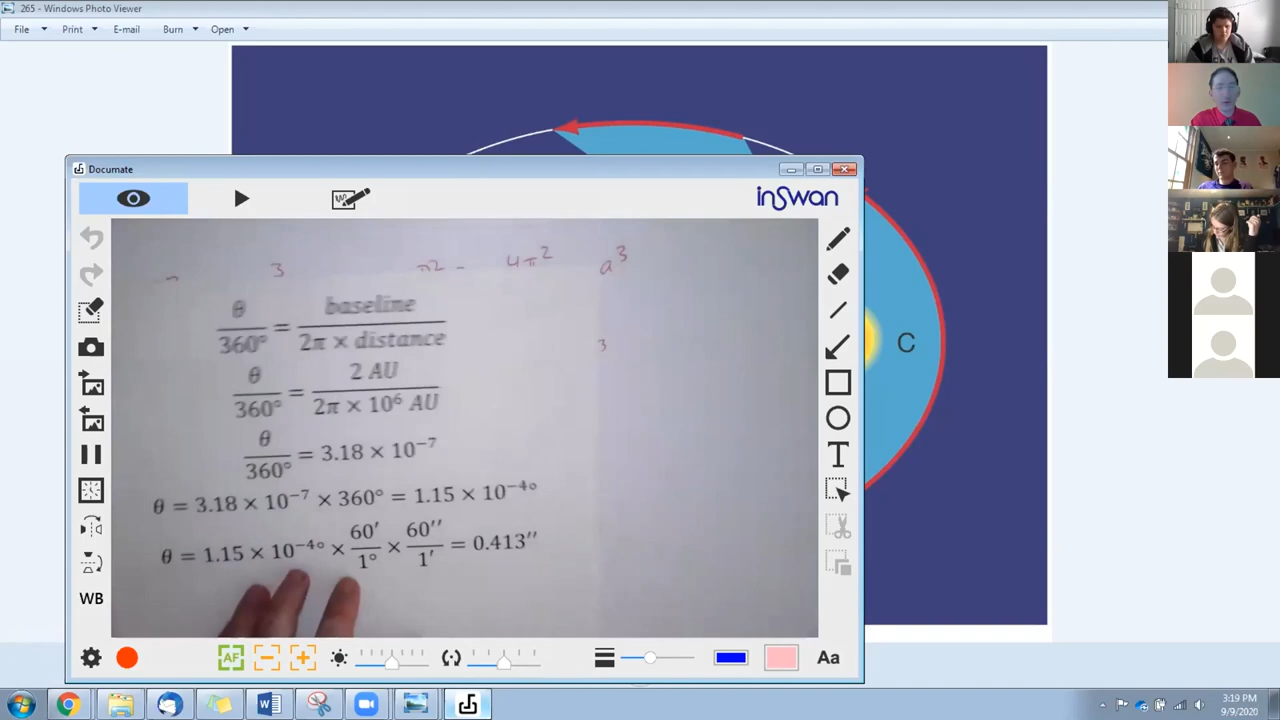 265 - Windows Photo Viewer
File Print E-mail Burn Open
Documate
inSwan
3 π² - 4π² a³
θ/360° = baseline/2π × distance
3
θ/360° = 2 AU/2π × 10⁶ AU
θ/360° = 3.18 × 10⁻⁷
θ = 3.18 × 10⁻⁷ × 360° = 1.15 × 10⁻⁴°
θ = 1.15 × 10⁻⁴° × 60′/1° × 60′′/1′ = 0.413′′
C
T
WB
AF
Aa
3:19 PM
9/9/2020